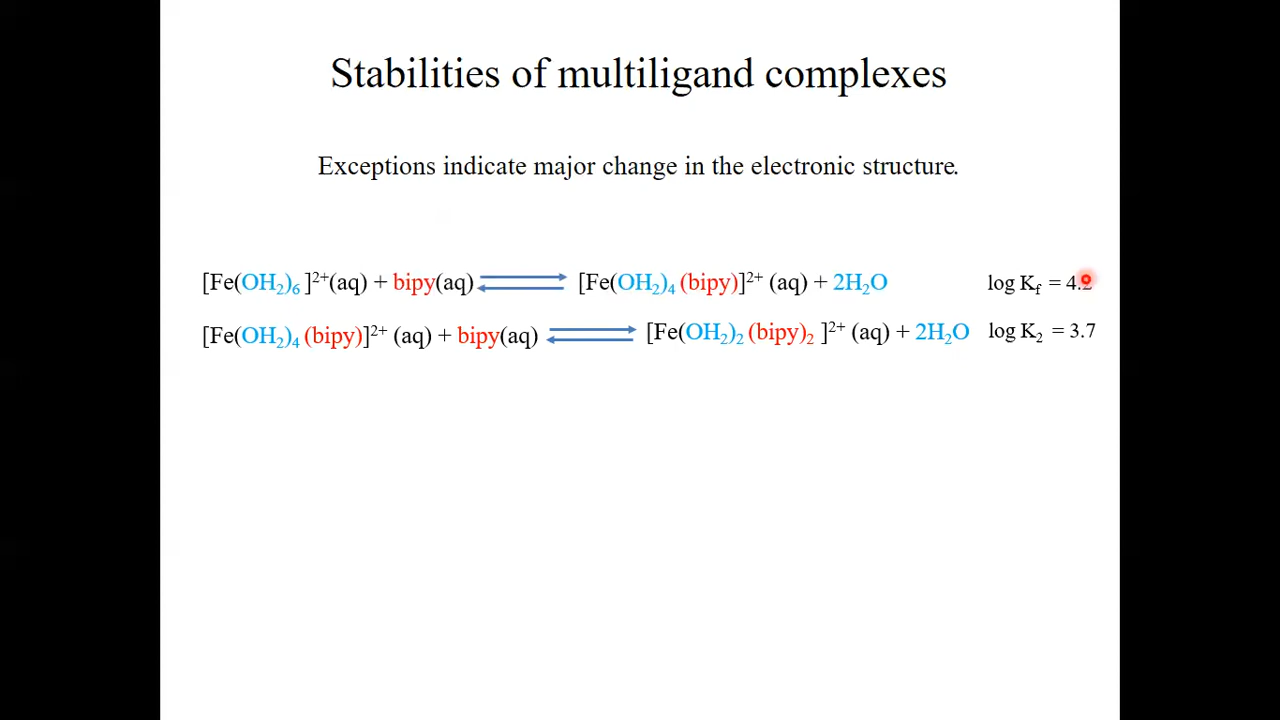 Stabilities of multiligand complexes
Exceptions indicate major change in the electronic structure.
[Fe(OH₂)₆ ]²⁺(aq) + bipy(aq) [Fe(OH₂)₄ (bipy)]²⁺ (aq) + 2H₂O log K_f = 4.2
[Fe(OH₂)₄ (bipy)]²⁺ (aq) + bipy(aq) [Fe(OH₂)₂ (bipy)₂ ]²⁺ (aq) + 2H₂O log K₂ = 3.7